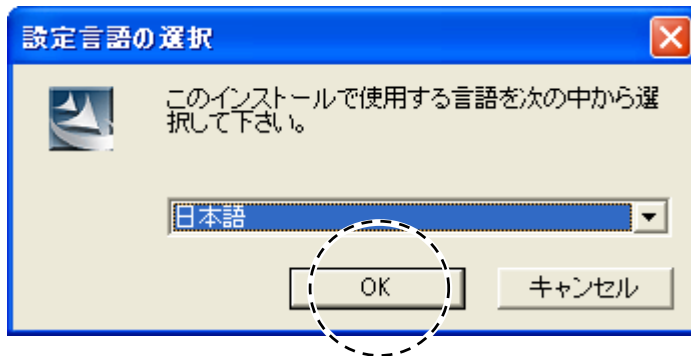 設定言語の選択
このインストールで使用する言語を次の中から選
択して下さい。
日本語
OK
キャンセル